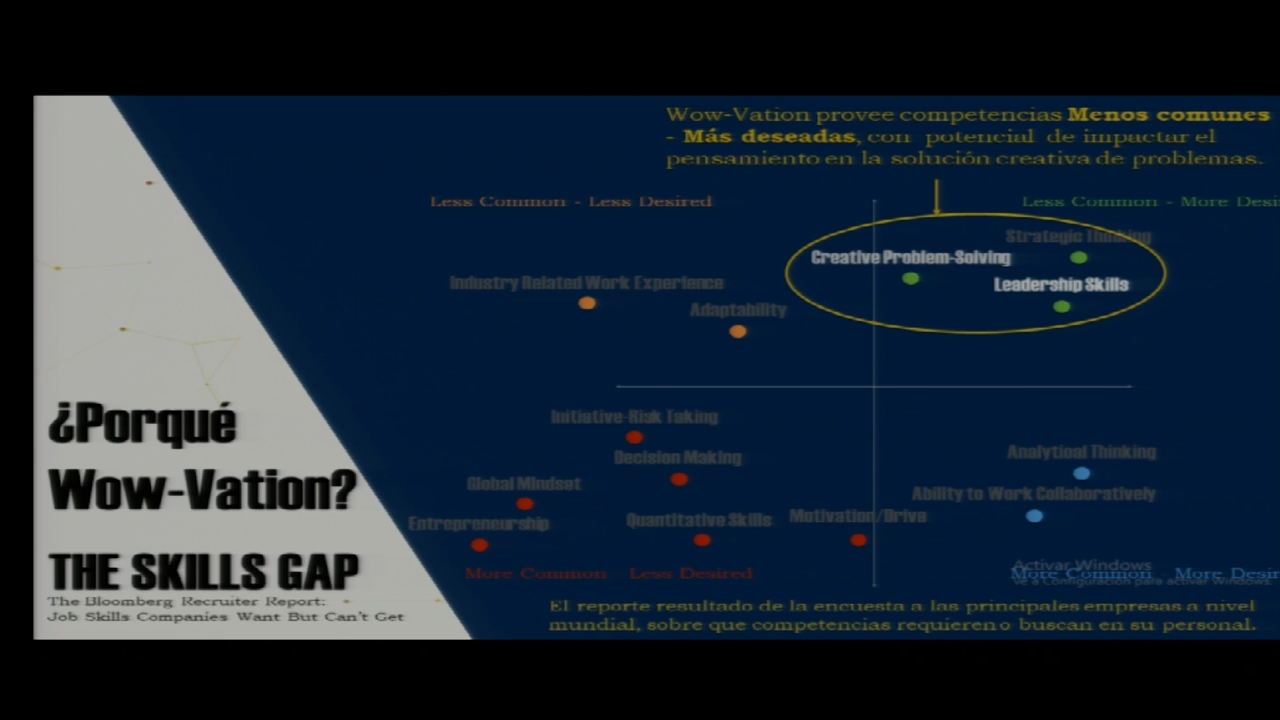 Wow-Vation provee competencias Menos comunes
- Más deseadas, con potencial de impactar el
pensamiento en la solución creativa de problemas.
Less Common - Less Desired
Less Common - More Desi
Strategic Thinking
Creative Problem-Solving
Leadership Skills
Industry Related Work Experience
Adaptability
¿Porqué
Wow-Vation?
THE SKILLS GAP
The Bloomberg Recruiter Report:
Job Skills Companies Want But Can't Get
Initiative-Risk Taking
Decision Making
Global Mindset
Entrepreneurship
Quantitative Skills
Motivation/Drive
Analytical Thinking
Ability to Work Collaboratively
More Common Less Desired
Activar Windows
More Common More Desir
Ve a Configuración para activar Windows.
El reporte resultado de la encuesta a las principales empresas a nivel
mundial, sobre que competencias requieren o buscan en su personal.